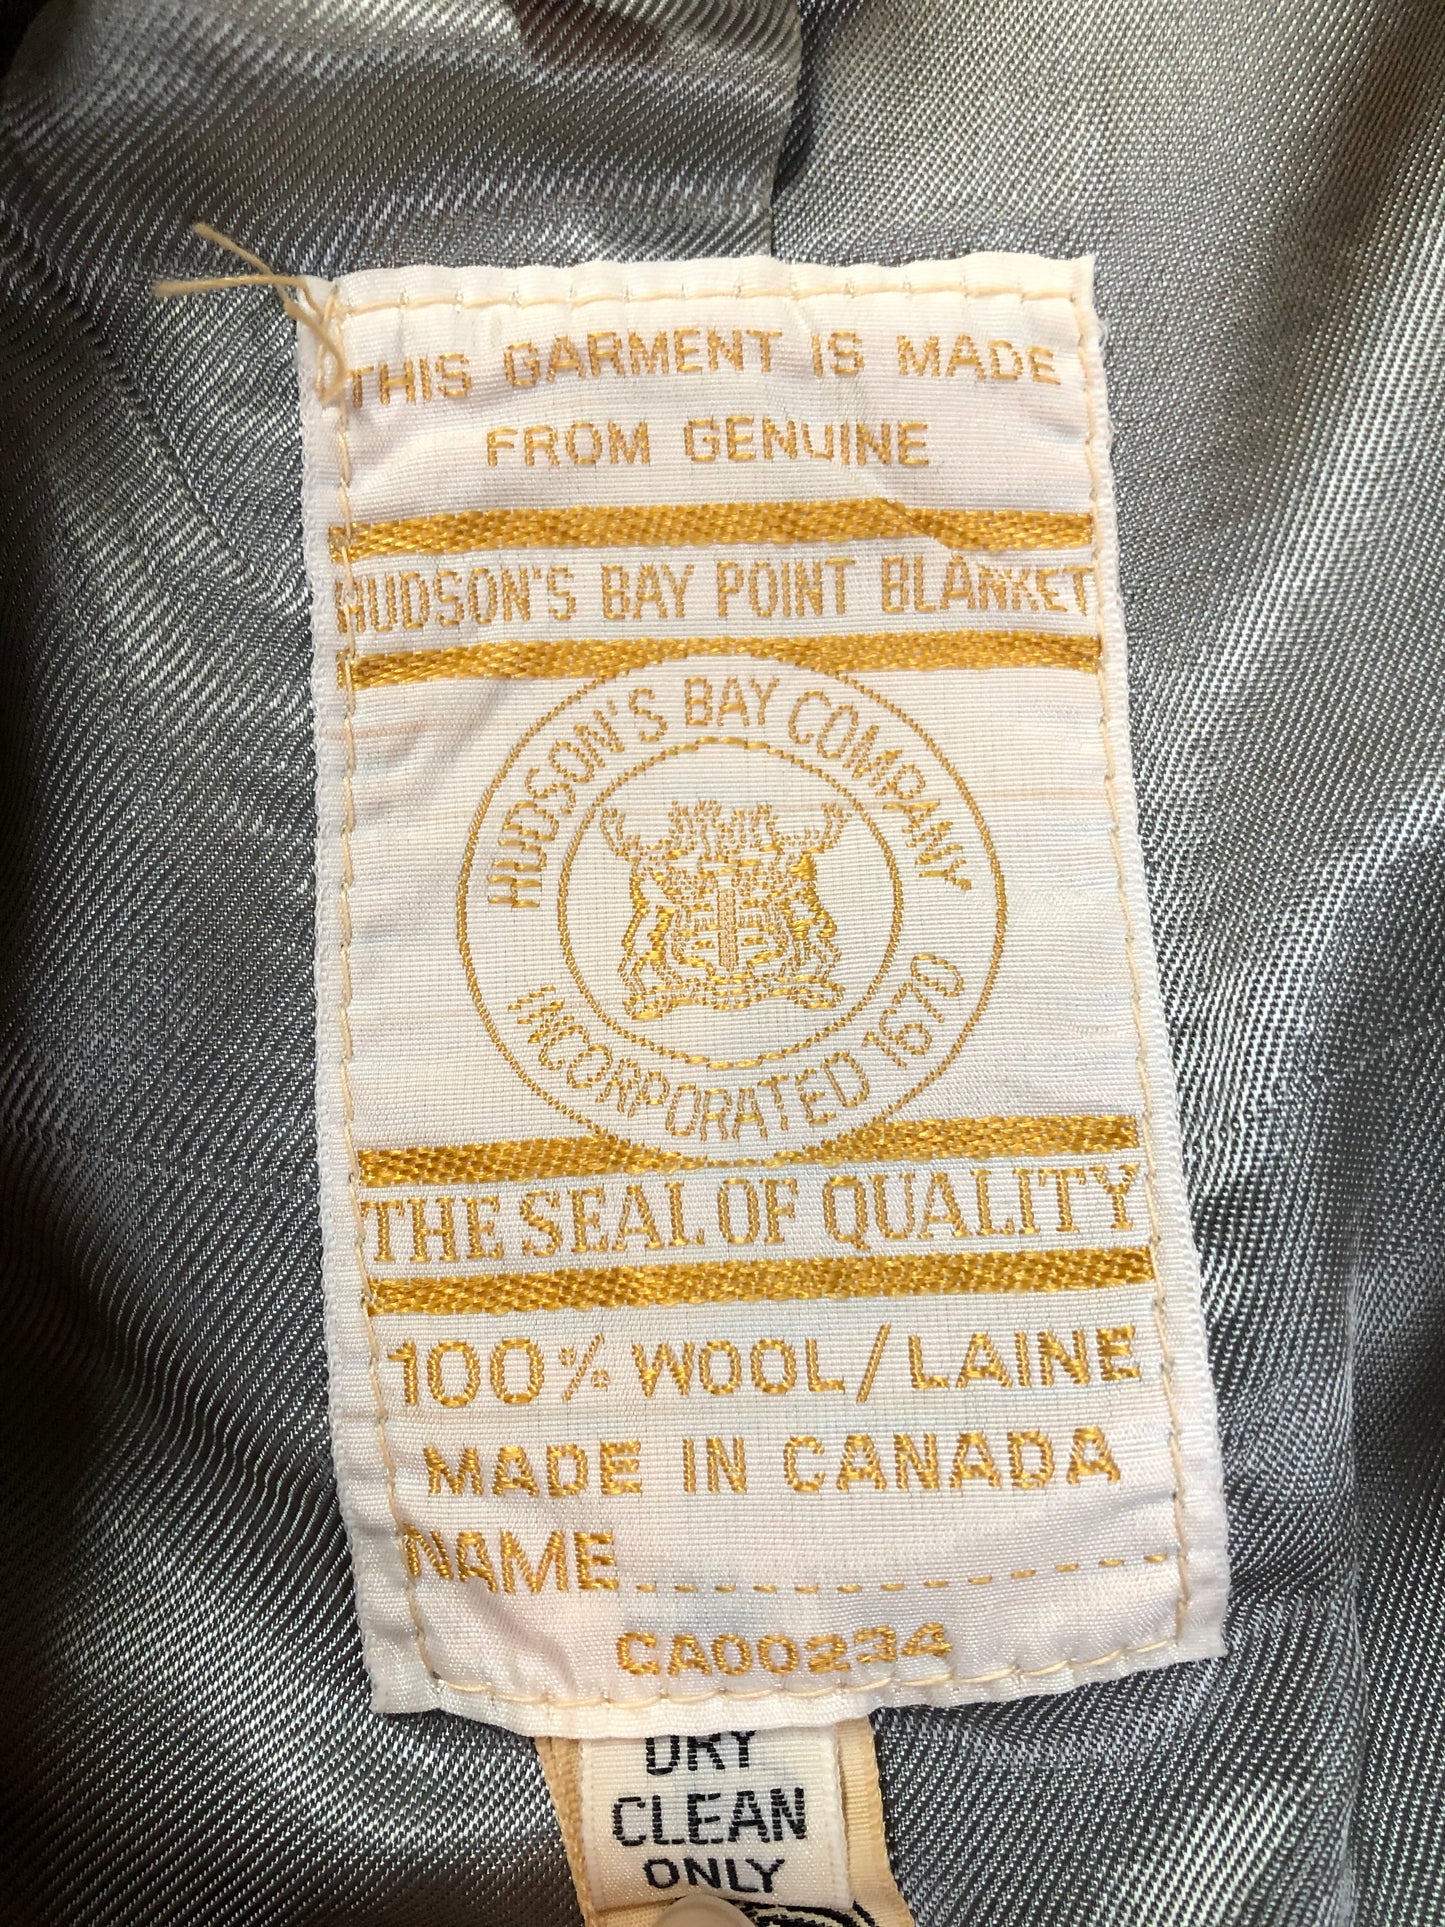 THIS GARMENT IS MADE
FROM GENUINE
HUDSON'S BAY POINT BLANKET
HUDSON'S BAY COMPANY
INCORPORATED 1670
THE SEAL OF QUALITY
100% WOOL/LAINE
MADE IN CANADA
NAME
CA00234
DRY
CLEAN
ONLY